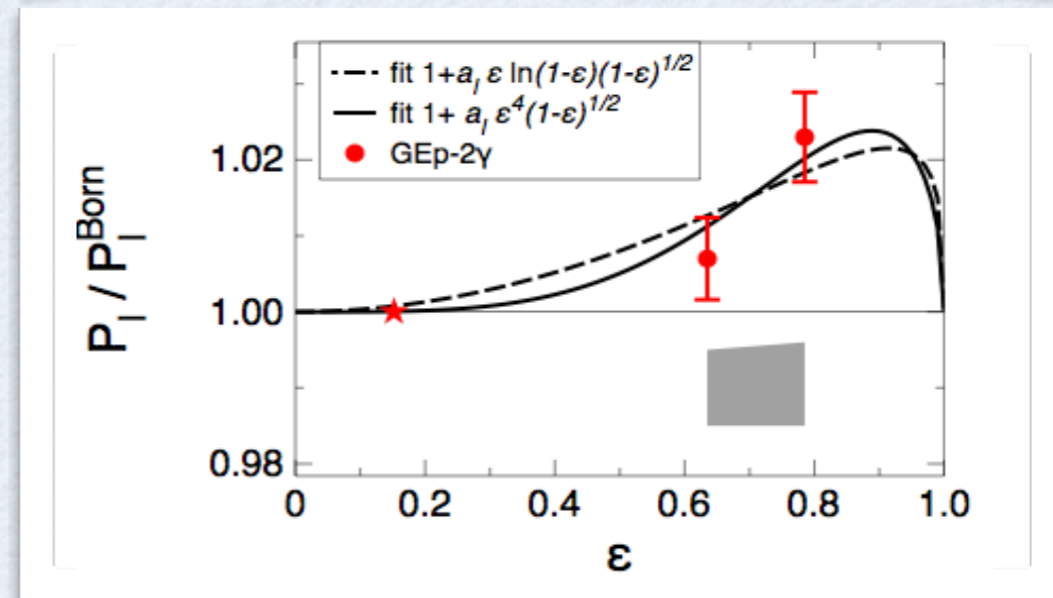 fit 1+a_l ε ln(1-ε)(1-ε)^1/2
fit 1+ a_l ε^4(1-ε)^1/2
GEp-2γ
P_l / P_l^Born
1.02
1.00
0.98
0 0.2 0.4 0.6 0.8 1.0
ε